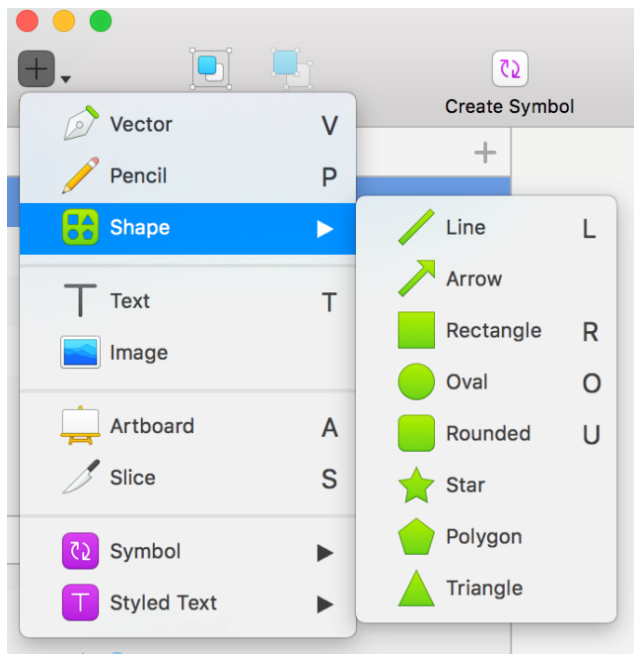 Create Symbol
Vector V
Pencil P
Shape
Text T
Image
Artboard A
Slice S
Symbol
Styled Text
Line L
Arrow
Rectangle R
Oval O
Rounded U
Star
Polygon
Triangle